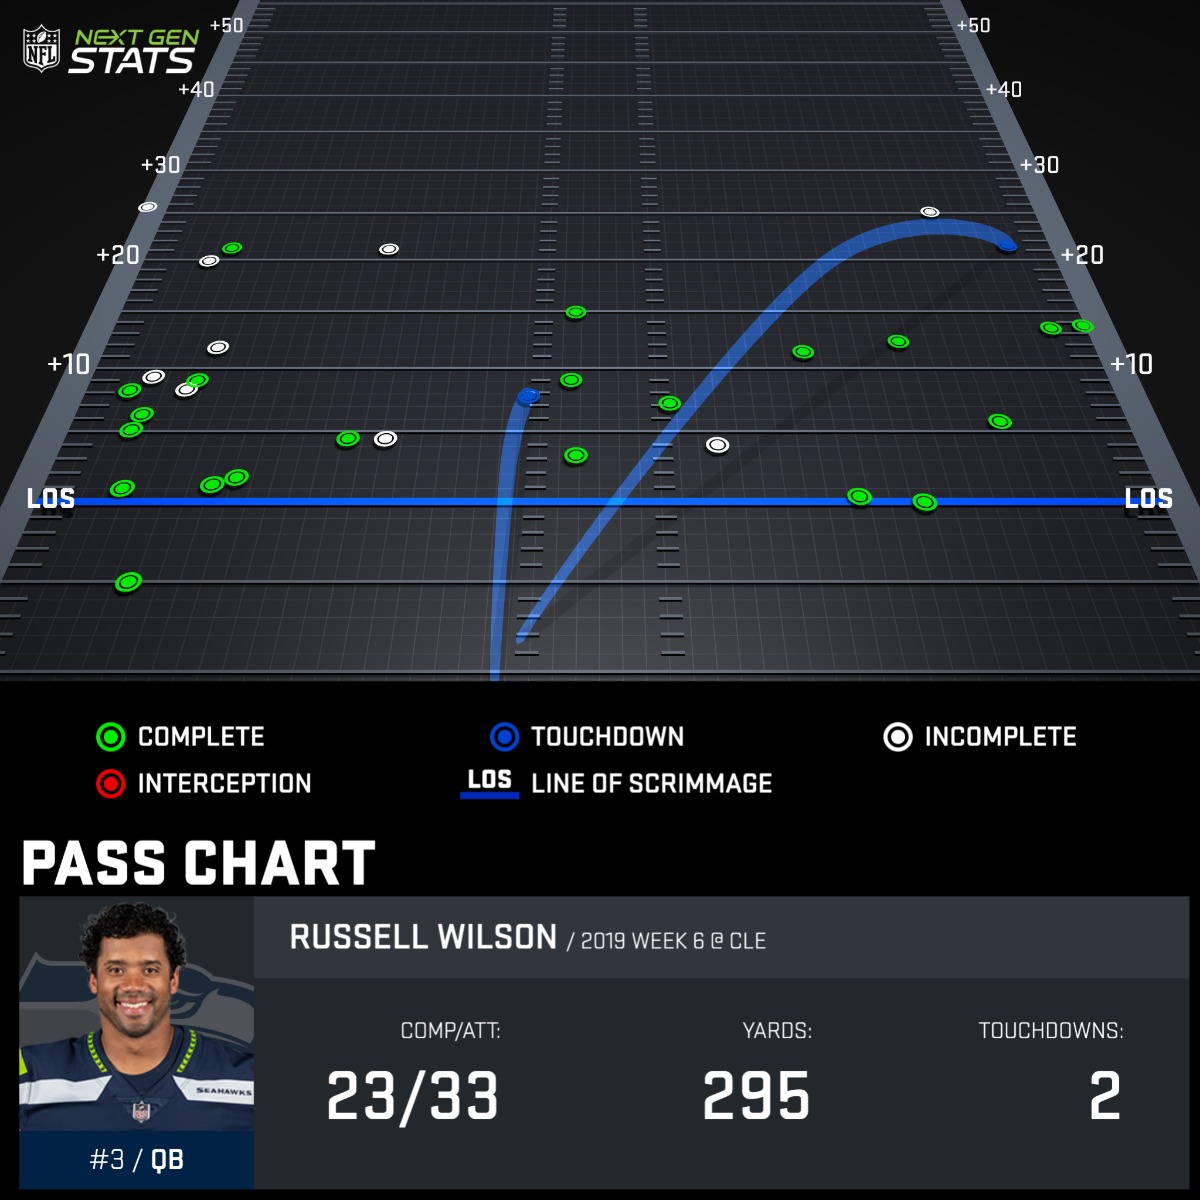 NFL
NEXT GEN
STATS
+50
+50
+40
+40
+30
+30
+20
+20
+10
+10
LOS
LOS
COMPLETE
TOUCHDOWN
INCOMPLETE
INTERCEPTION
LOS
LINE OF SCRIMMAGE
PASS CHART
RUSSELL WILSON / 2019 WEEK 6 @ CLE
COMP/ATT:
YARDS:
TOUCHDOWNS:
23/33
295
2
SEAHAWKS
#3 / QB